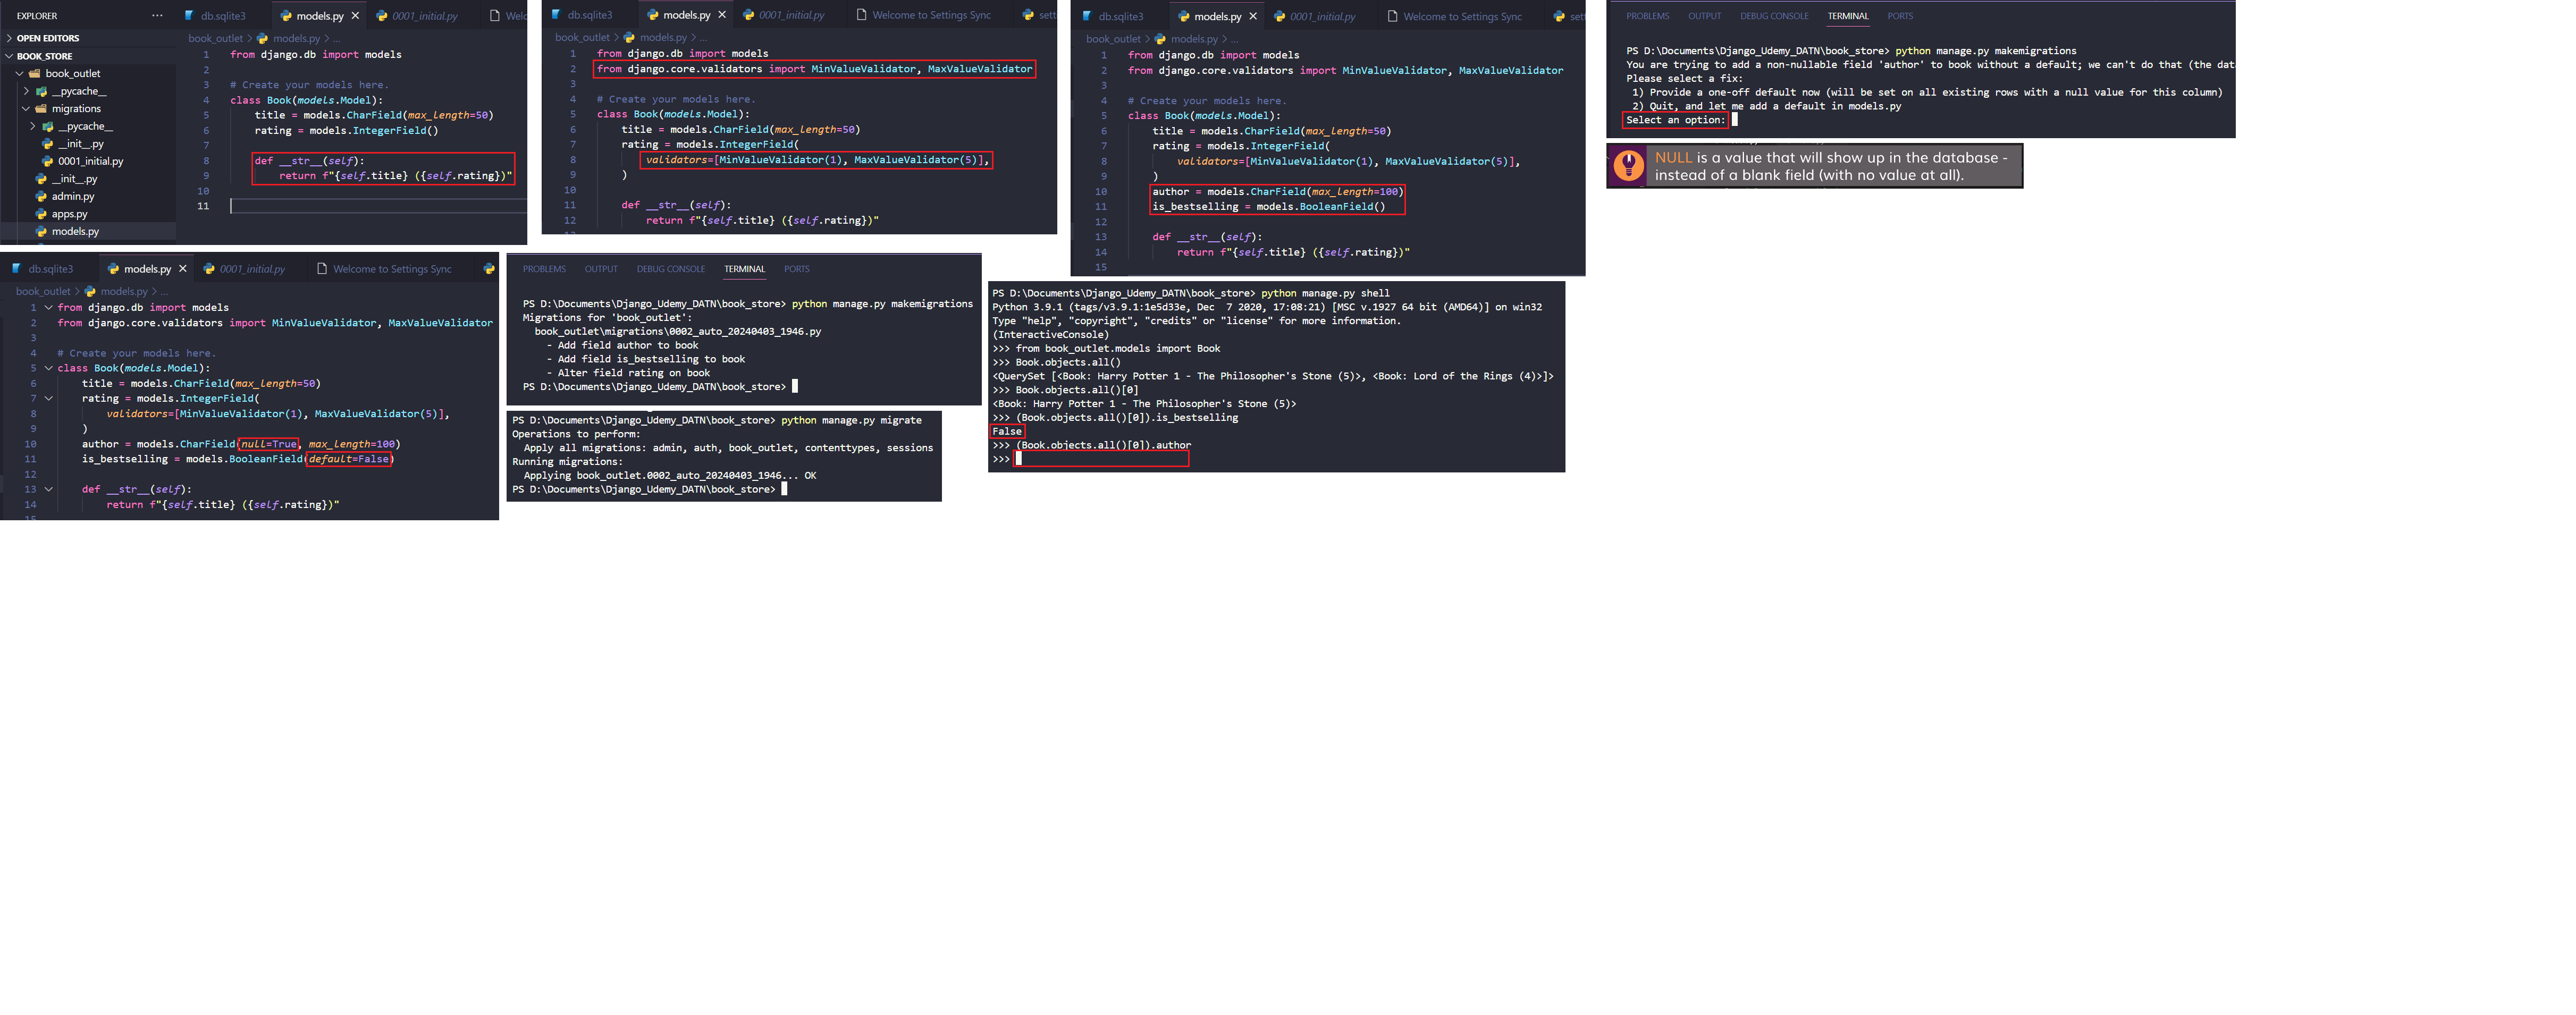 EXPLORER ···
OPEN EDITORS
BOOK_STORE
book_outlet
__pycache__
migrations
__pycache__
__init__.py
0001_initial.py
__init__.py
admin.py
apps.py
models.py
db.sqlite3 models.py × 0001_initial.py Welc
book_outlet > models.py > ...
1 from django.db import models
2
3 # Create your models here.
4 class Book(models.Model):
5 title = models.CharField(max_length=50)
6 rating = models.IntegerField()
7
8 def __str__(self):
9 return f"{self.title} ({self.rating})"
10
11
db.sqlite3 models.py × 0001_initial.py Welcome to Settings Sync sett
book_outlet > models.py > ...
1 from django.db import models
2 from django.core.validators import MinValueValidator, MaxValueValidator
3
4 # Create your models here.
5 class Book(models.Model):
6 title = models.CharField(max_length=50)
7 rating = models.IntegerField(
8 validators=[MinValueValidator(1), MaxValueValidator(5)],
9 )
10
11 def __str__(self):
12 return f"{self.title} ({self.rating})"
db.sqlite3 models.py × 0001_initial.py Welcome to Settings Sync sett
book_outlet > models.py > ...
1 from django.db import models
2 from django.core.validators import MinValueValidator, MaxValueValidator
3
4 # Create your models here.
5 class Book(models.Model):
6 title = models.CharField(max_length=50)
7 rating = models.IntegerField(
8 validators=[MinValueValidator(1), MaxValueValidator(5)],
9 )
10 author = models.CharField(max_length=100)
11 is_bestselling = models.BooleanField()
12
13 def __str__(self):
14 return f"{self.title} ({self.rating})"
15
PROBLEMS OUTPUT DEBUG CONSOLE TERMINAL PORTS
PS D:\Documents\Django_Udemy_DATN\book_store> python manage.py makemigrations
You are trying to add a non-nullable field 'author' to book without a default; we can't do that (the dat
Please select a fix:
1) Provide a one-off default now (will be set on all existing rows with a null value for this column)
2) Quit, and let me add a default in models.py
Select an option:
NULL is a value that will show up in the database -
instead of a blank field (with no value at all).
db.sqlite3 models.py × 0001_initial.py Welcome to Settings Sync
book_outlet > models.py > ...
1 from django.db import models
2 from django.core.validators import MinValueValidator, MaxValueValidator
3
4 # Create your models here.
5 class Book(models.Model):
6 title = models.CharField(max_length=50)
7 rating = models.IntegerField(
8 validators=[MinValueValidator(1), MaxValueValidator(5)],
9 )
10 author = models.CharField(null=True, max_length=100)
11 is_bestselling = models.BooleanField(default=False)
12
13 def __str__(self):
14 return f"{self.title} ({self.rating})"
15
PROBLEMS OUTPUT DEBUG CONSOLE TERMINAL PORTS
PS D:\Documents\Django_Udemy_DATN\book_store> python manage.py makemigrations
Migrations for 'book_outlet':
book_outlet\migrations\0002_auto_20240403_1946.py
- Add field author to book
- Add field is_bestselling to book
- Alter field rating on book
PS D:\Documents\Django_Udemy_DATN\book_store>
PS D:\Documents\Django_Udemy_DATN\book_store> python manage.py migrate
Operations to perform:
Apply all migrations: admin, auth, book_outlet, contenttypes, sessions
Running migrations:
Applying book_outlet.0002_auto_20240403_1946... OK
PS D:\Documents\Django_Udemy_DATN\book_store>
PS D:\Documents\Django_Udemy_DATN\book_store> python manage.py shell
Python 3.9.1 (tags/v3.9.1:1e5d33e, Dec 7 2020, 17:08:21) [MSC v.1927 64 bit (AMD64)] on win32
Type "help", "copyright", "credits" or "license" for more information.
(InteractiveConsole)
>>> from book_outlet.models import Book
>>> Book.objects.all()
<QuerySet [<Book: Harry Potter 1 - The Philosopher's Stone (5)>, <Book: Lord of the Rings (4)>]>
>>> Book.objects.all()[0]
<Book: Harry Potter 1 - The Philosopher's Stone (5)>
>>> (Book.objects.all()[0]).is_bestselling
False
>>> (Book.objects.all()[0]).author
>>>